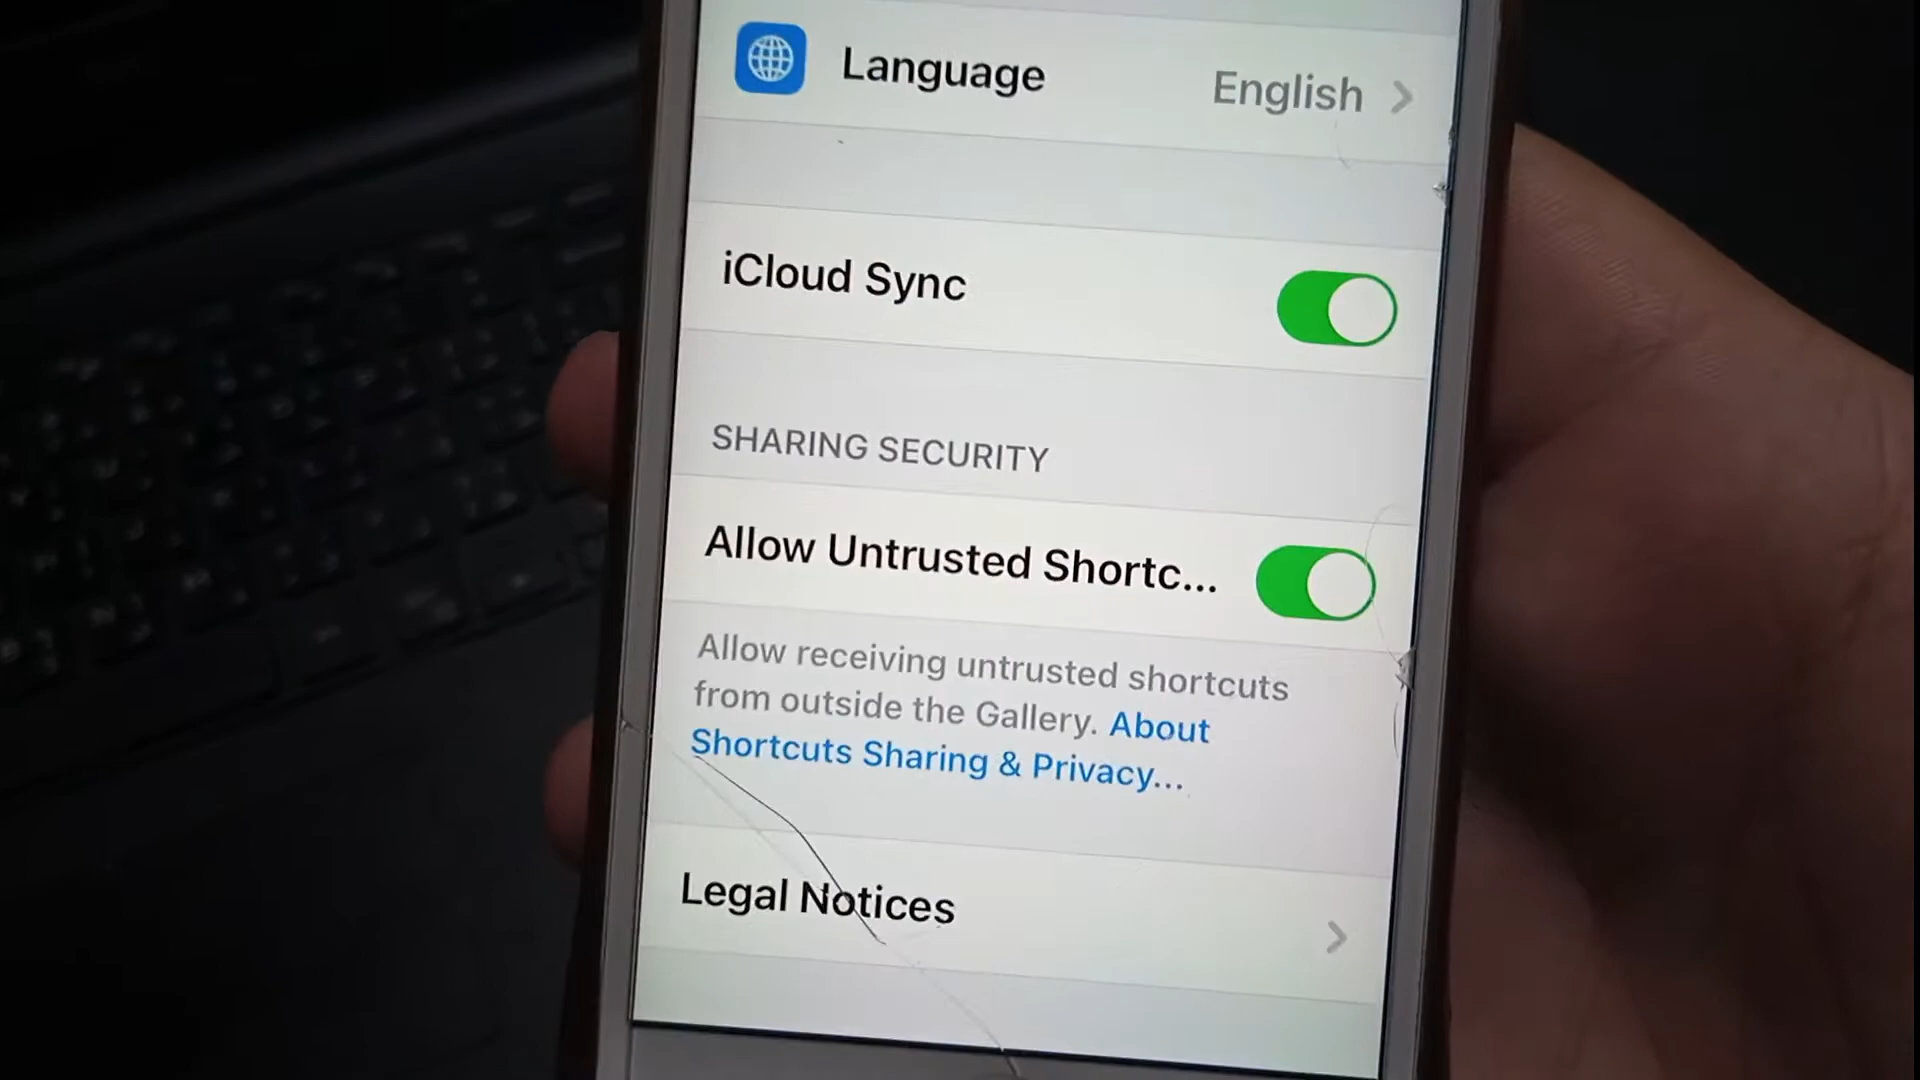 Language English
iCloud Sync
SHARING SECURITY
Allow Untrusted Shortc...
Allow receiving untrusted shortcuts
from outside the Gallery. About
Shortcuts Sharing & Privacy...
Legal Notices